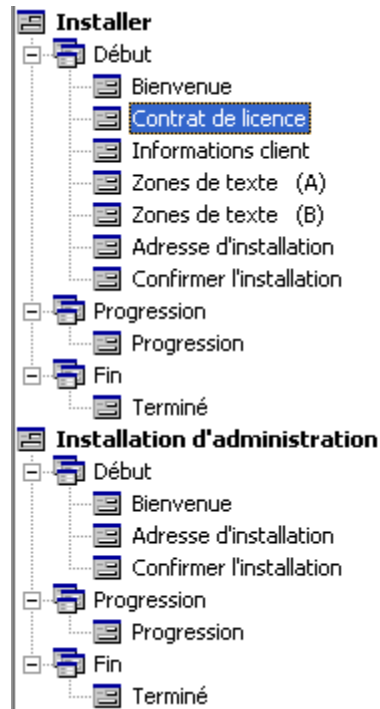 Installer
Début
Bienvenue
Contrat de licence
Informations client
Zones de texte (A)
Zones de texte (B)
Adresse d'installation
Confirmer l'installation
Progression
Progression
Fin
Terminé
Installation d'administration
Début
Bienvenue
Adresse d'installation
Confirmer l'installation
Progression
Progression
Fin
Terminé